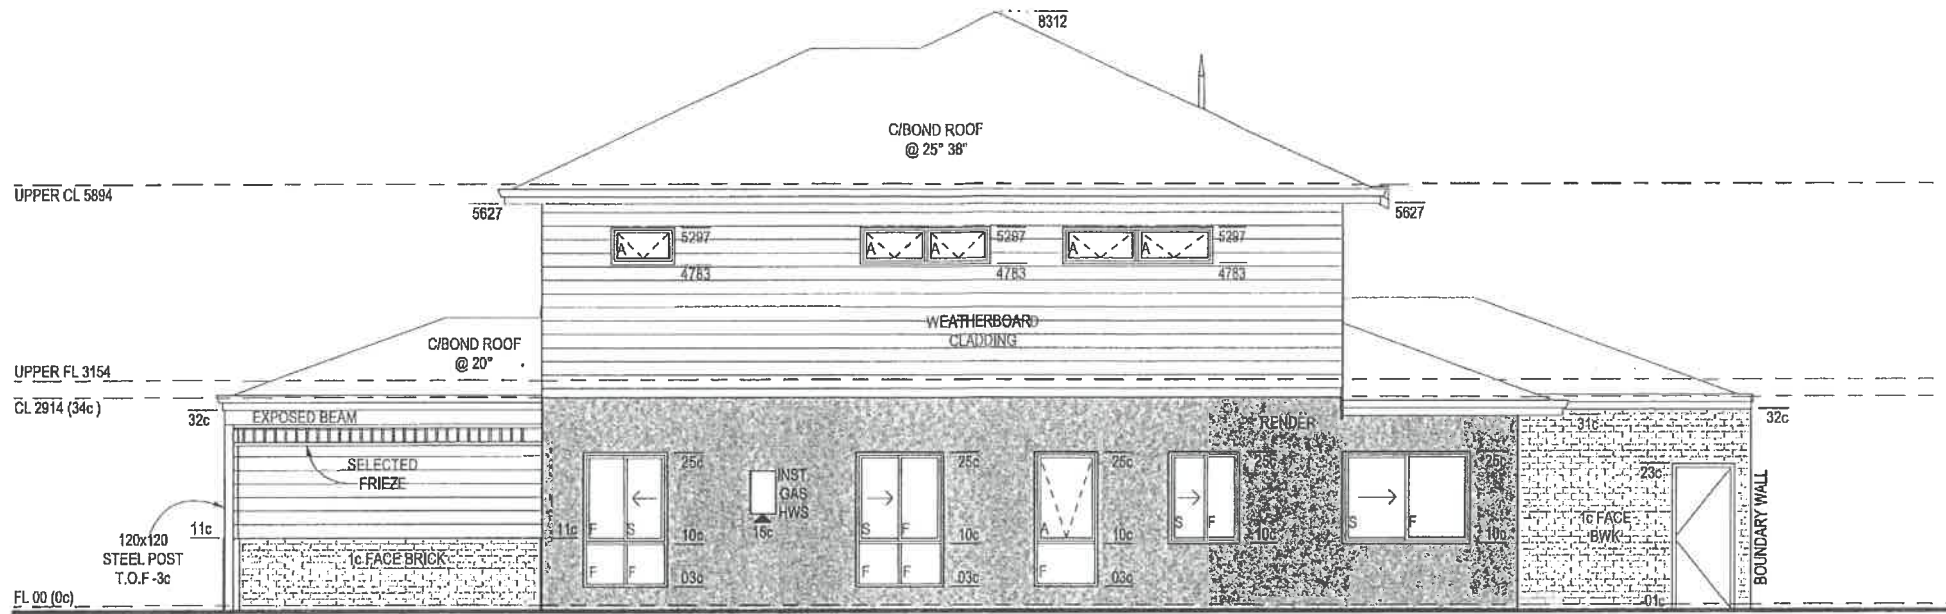 8312
C/BOND ROOF
@ 25° 38"
UPPER CL 5894
5627
5627
A
5297
4783
A
A
5297
4783
A
A
5297
4783
WEATHERBOARD
CLADDING
C/BOND ROOF
@ 20°
UPPER FL 3154
CL 2914 (34c )
32c
EXPOSED BEAM
RENDER
31c
32c
SELECTED
FRIEZE
25c
INST
GAS
HWS
25c
25c
25c
25c
23c
11c
11c
F
S
10c
15c
S
F
10c
A
10c
S
F
10c
S
F
10c
1c FACE
BWK
BOUNDARY WALL
120x120
STEEL POST
T.O.F -3c
1c FACE BRICK
F
F
03c
F
F
03c
F
03c
FL 00 (0c)
-01c